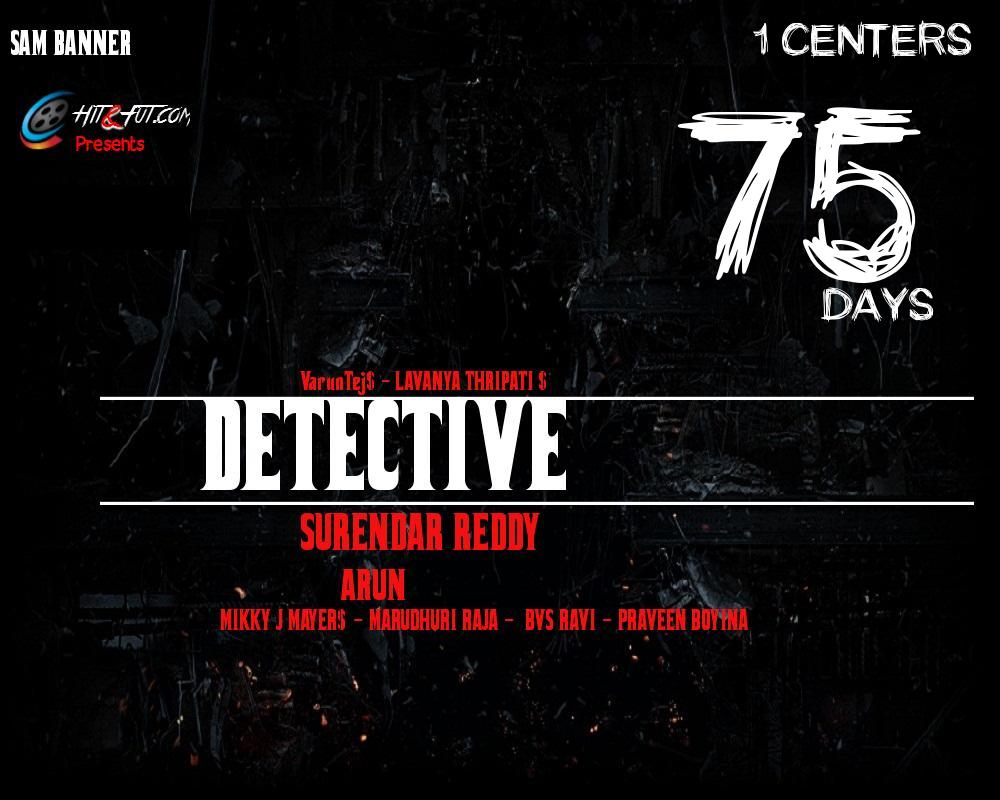 SAM BANNER
1 CENTERS
HIT&FUT.COM
Presents
75
DAYS
VarunTej$ - LAVANYA THRIPATI $
DETECTIVE
SURENDAR REDDY
ARUN
MIKKY J MAYER$ - MARUDHURI RAJA - BVS RAVI - PRAVEEN BOYINA